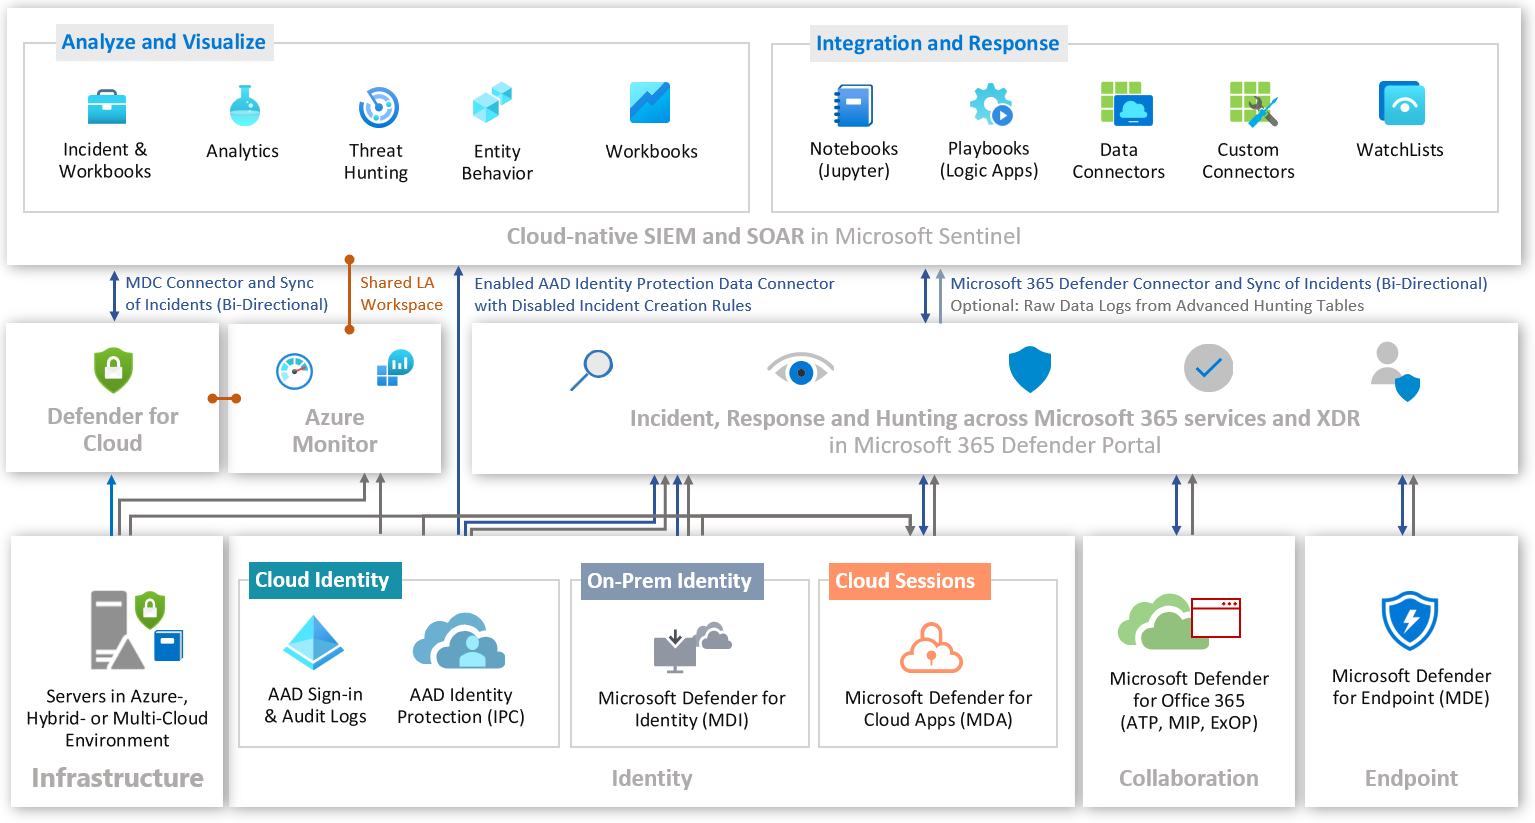 Analyze and Visualize
Incident &
Workbooks
Analytics
Threat
Hunting
Entity
Behavior
Workbooks
Integration and Response
Notebooks
(Jupyter)
Playbooks
(Logic Apps)
Data
Connectors
Custom
Connectors
WatchLists
Cloud-native SIEM and SOAR in Microsoft Sentinel
MDC Connector and Sync
of Incidents (Bi-Directional)
Shared LA
Workspace
Enabled AAD Identity Protection Data Connector
with Disabled Incident Creation Rules
Microsoft 365 Defender Connector and Sync of Incidents (Bi-Directional)
Optional: Raw Data Logs from Advanced Hunting Tables
Defender for
Cloud
Azure
Monitor
Incident, Response and Hunting across Microsoft 365 services and XDR
in Microsoft 365 Defender Portal
Servers in Azure-,
Hybrid- or Multi-Cloud
Environment
Infrastructure
Cloud Identity
AAD Sign-in
& Audit Logs
AAD Identity
Protection (IPC)
On-Prem Identity
Microsoft Defender for
Identity (MDI)
Cloud Sessions
Microsoft Defender for
Cloud Apps (MDA)
Identity
Microsoft Defender
for Office 365
(ATP, MIP, ExOP)
Collaboration
Microsoft Defender
for Endpoint (MDE)
Endpoint